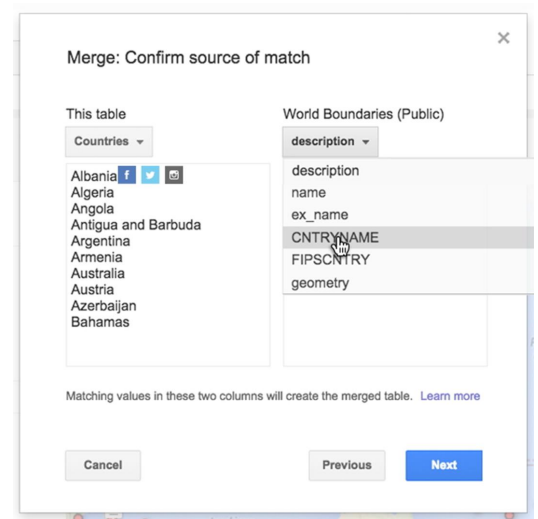 Merge: Confirm source of match
This table
World Boundaries (Public)
Countries
description
Albania
Algeria
Angola
Antigua and Barbuda
Argentina
Armenia
Australia
Austria
Azerbaijan
Bahamas
description
name
ex_name
CNTRYNAME
FIPSCNTRY
geometry
Matching values in these two columns will create the merged table. Learn more
Cancel
Previous
Next